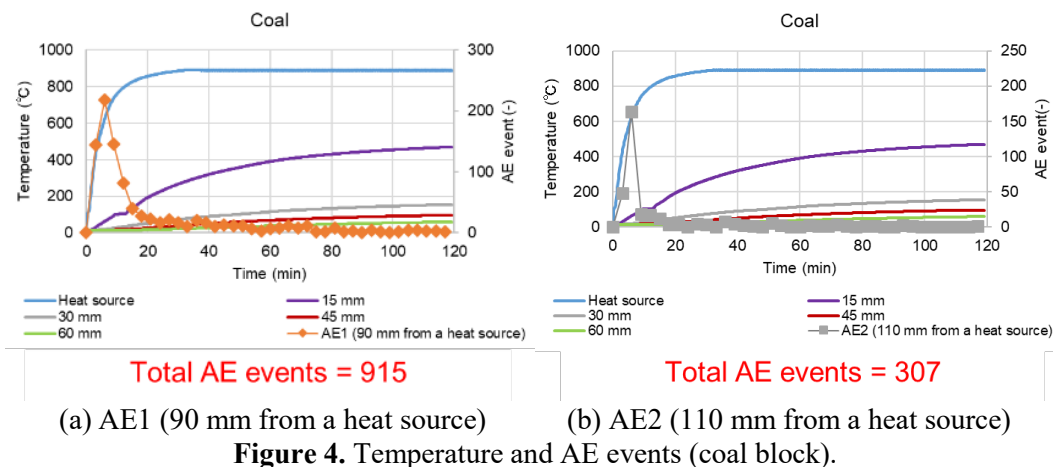 Coal
1000
800
600
400
200
0
Temperature (°C)
300
200
100
0
AE event (-)
0 20 40 60 80 100 120
Time (min)
Heat source
15 mm
30 mm
45 mm
60 mm
AE1 (90 mm from a heat source)
Total AE events = 915
(a) AE1 (90 mm from a heat source)
Coal
1000
800
600
400
200
0
Temperature (°C)
250
200
150
100
50
0
AE event(-)
0 20 40 60 80 100 120
Time (min)
Heat source
15 mm
30 mm
45 mm
60 mm
AE2 (110 mm from a heat source)
Total AE events = 307
(b) AE2 (110 mm from a heat source)
Figure 4. Temperature and AE events (coal block).